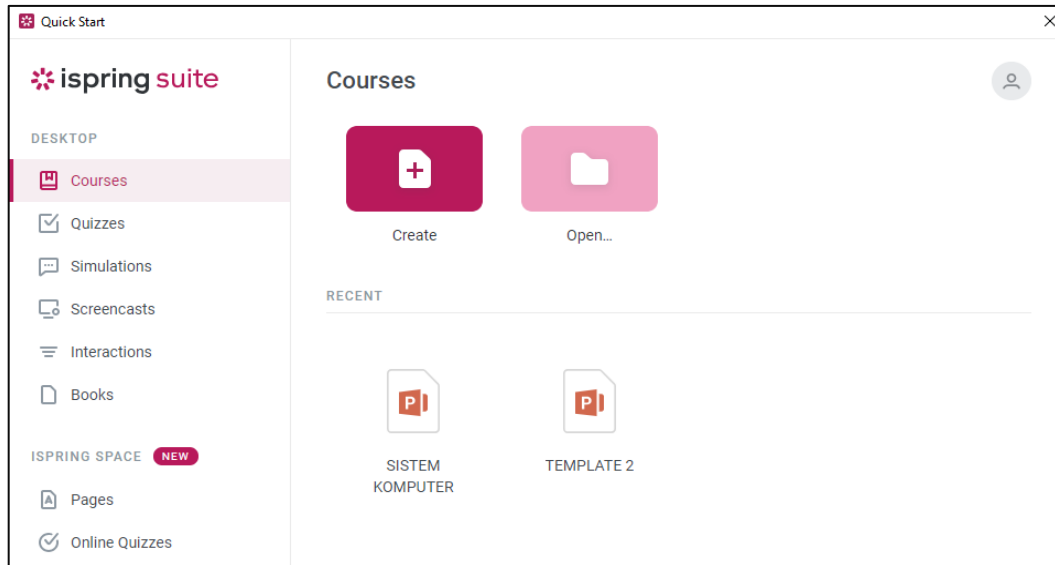 Quick Start
ispring suite
DESKTOP
Courses
Quizzes
Simulations
Screencasts
Interactions
Books
ISPRING SPACE NEW
Pages
Online Quizzes
Courses
Create
Open...
RECENT
SISTEM
KOMPUTER
TEMPLATE 2